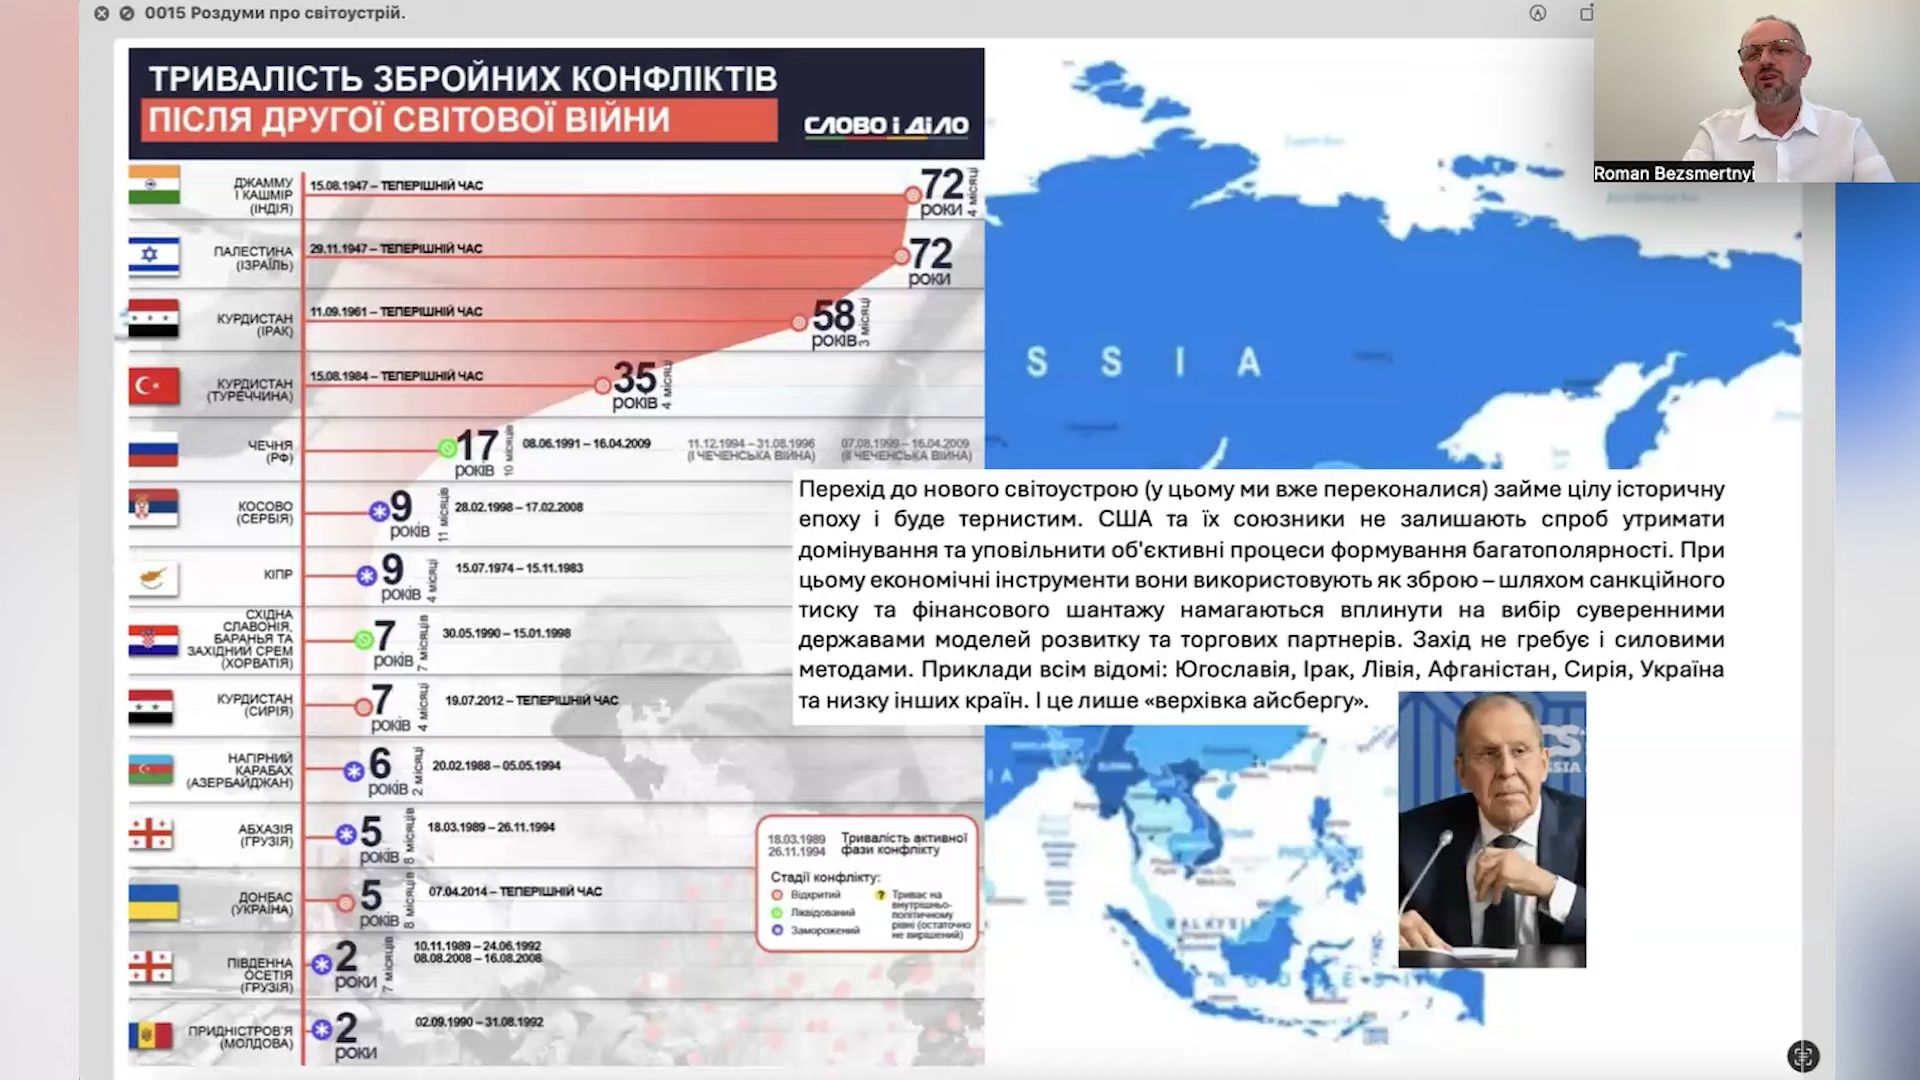 0015 Роздуми про світоустрій.
Roman Bezsmertnyi
ТРИВАЛІСТЬ ЗБРОЙНИХ КОНФЛІКТІВ
ПІСЛЯ ДРУГОЇ СВІТОВОЇ ВІЙНИ
СЛОВО і ДІЛО
ДЖАММУ
І КАШМІР
(ІНДІЯ)
15.08.1947 – ТЕПЕРІШНІЙ ЧАС
72
роки
4 місяці
ПАЛЕСТИНА
(ІЗРАЇЛЬ)
29.11.1947 – ТЕПЕРІШНІЙ ЧАС
72
роки
КУРДИСТАН
(ІРАК)
11.09.1961 – ТЕПЕРІШНІЙ ЧАС
58
років
3 місяці
КУРДИСТАН
(ТУРЕЧЧИНА)
15.08.1984 – ТЕПЕРІШНІЙ ЧАС
35
років
4 місяці
ЧЕЧНЯ
(РФ)
17
років
10 місяців
08.06.1991 – 16.04.2009
11.12.1994 – 31.08.1996
(І ЧЕЧЕНСЬКА ВІЙНА)
07.08.1999 – 16.04.2009
(ІІ ЧЕЧЕНСЬКА ВІЙНА)
КОСОВО
(СЕРБІЯ)
9
років
11 місяців
28.02.1998 – 17.02.2008
КІПР
9
років
4 місяці
15.07.1974 – 15.11.1983
СХІДНА
СЛАВОНІЯ,
БАРАНЬЯ ТА
ЗАХІДНИЙ СРЕМ
(ХОРВАТІЯ)
7
років
7 місяців
30.05.1990 – 15.01.1998
КУРДИСТАН
(СИРІЯ)
7
років
4 місяці
19.07.2012 – ТЕПЕРІШНІЙ ЧАС
НАГІРНИЙ
КАРАБАХ
(АЗЕРБАЙДЖАН)
6
років
2 місяці
20.02.1988 – 05.05.1994
АБХАЗІЯ
(ГРУЗІЯ)
5
років
8 місяців
18.03.1989 – 26.11.1994
ДОНБАС
(УКРАЇНА)
5
років
8 місяців
07.04.2014 – ТЕПЕРІШНІЙ ЧАС
ПІВДЕННА
ОСЕТІЯ
(ГРУЗІЯ)
2
роки
7 місяців
10.11.1989 – 24.06.1992
08.08.2008 – 16.08.2008
ПРИДНІСТРОВ'Я
(МОЛДОВА)
2
роки
02.09.1990 – 31.08.1992
18.03.1989
26.11.1994
Тривалість активної
фази конфлікту
Стадії конфлікту:
Відкритий
Ліквідований
Заморожений
? Триває на
внутрішньо-
політичному
рівні (остаточно
не вирішений)
S S I A
Перехід до нового світоустрою (у цьому ми вже переконалися) займе цілу історичну
епоху і буде тернистим. США та їх союзники не залишають спроб утримати
домінування та уповільнити об'єктивні процеси формування багатополярності. При
цьому економічні інструменти вони використовують як зброю – шляхом санкційного
тиску та фінансового шантажу намагаються вплинути на вибір суверенними
державами моделей розвитку та торгових партнерів. Захід не гребує і силовими
методами. Приклади всім відомі: Югославія, Ірак, Лівія, Афганістан, Сирія, Україна
та низку інших країн. І це лише «верхівка айсбергу».
MALAYSIA